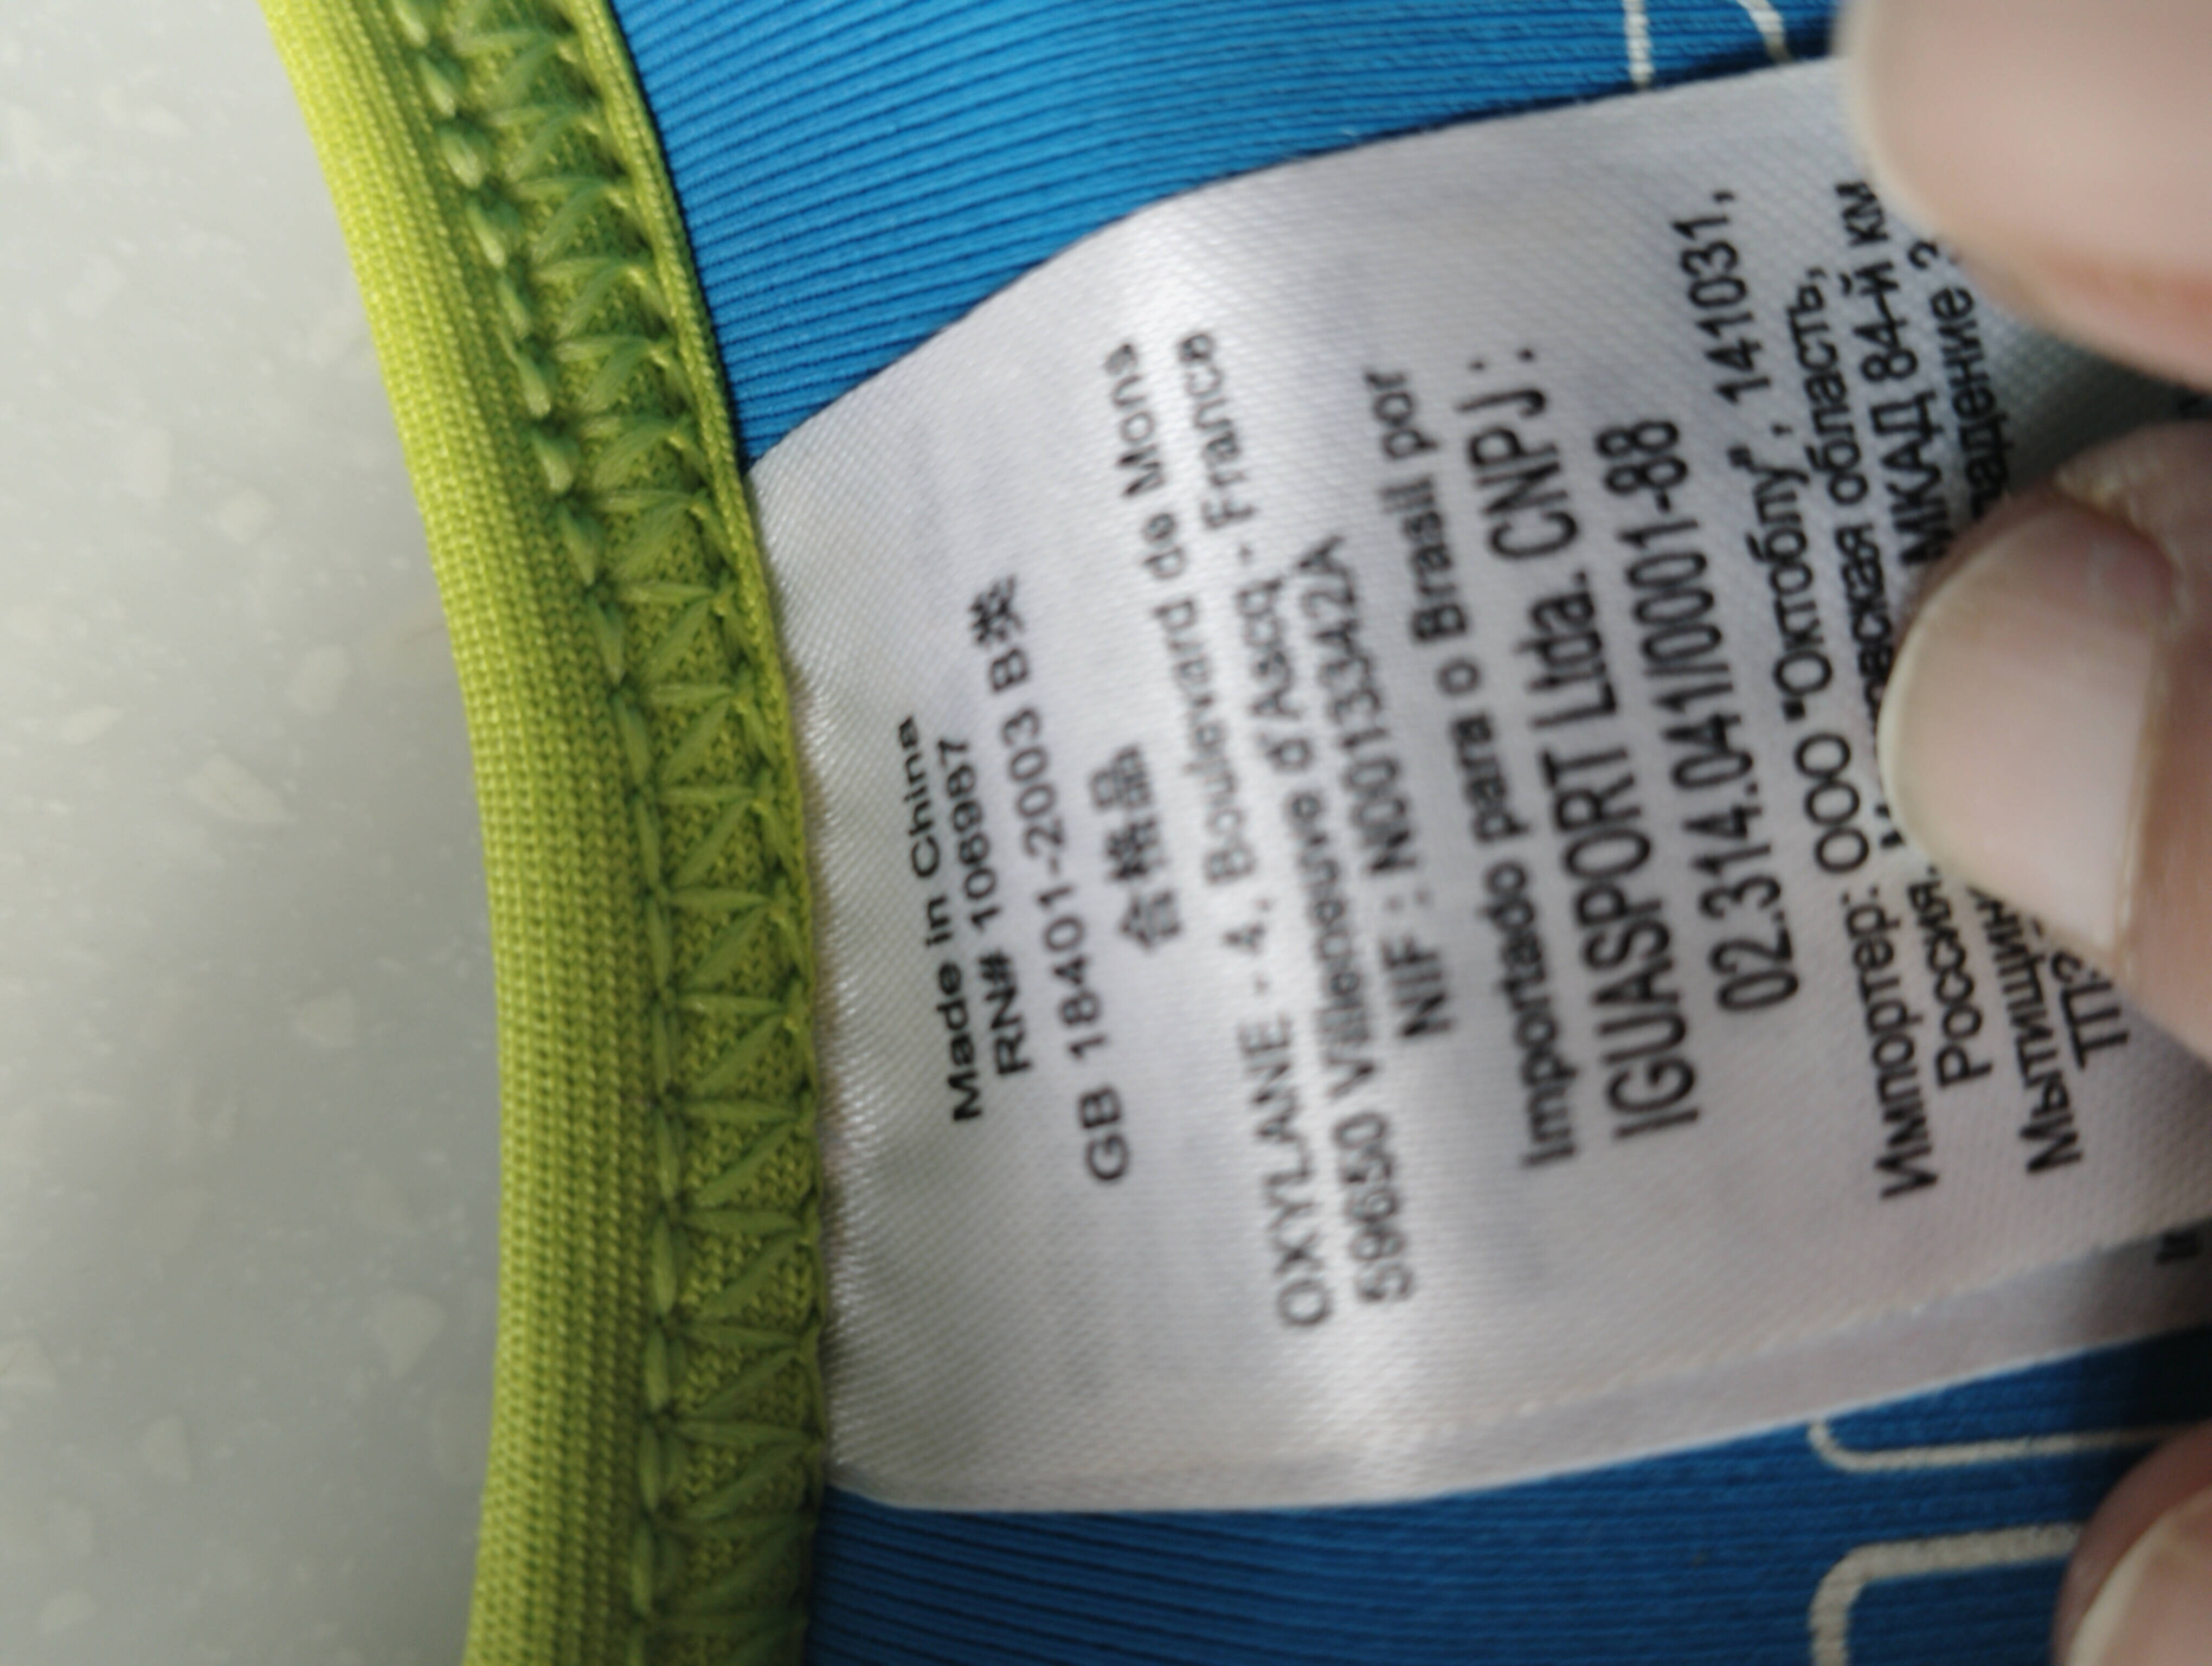 Made in China
RN# 106987
GB 18401-2003 B类
合格品
OXYLANE - 4, Boulevard de Mons
59650 Villeneuve d'Ascq - France
NIF : N0013342A
Importado para o Brasil por
IGUASPORT Ltda. CNPJ :
02.314.041/0001-88
Импортер: ООО "Октоблу", 141031,
Россия, область,
Мытищин МКАД 84-й км